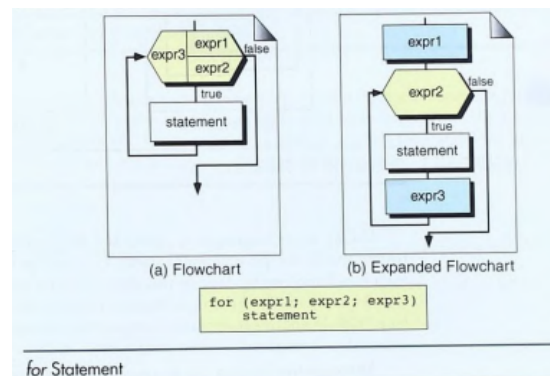 expr3
expr1
expr2
false
true
statement
(a) Flowchart
expr1
expr2
false
true
statement
expr3
(b) Expanded Flowchart
for (expr1; expr2; expr3)
statement
for Statement